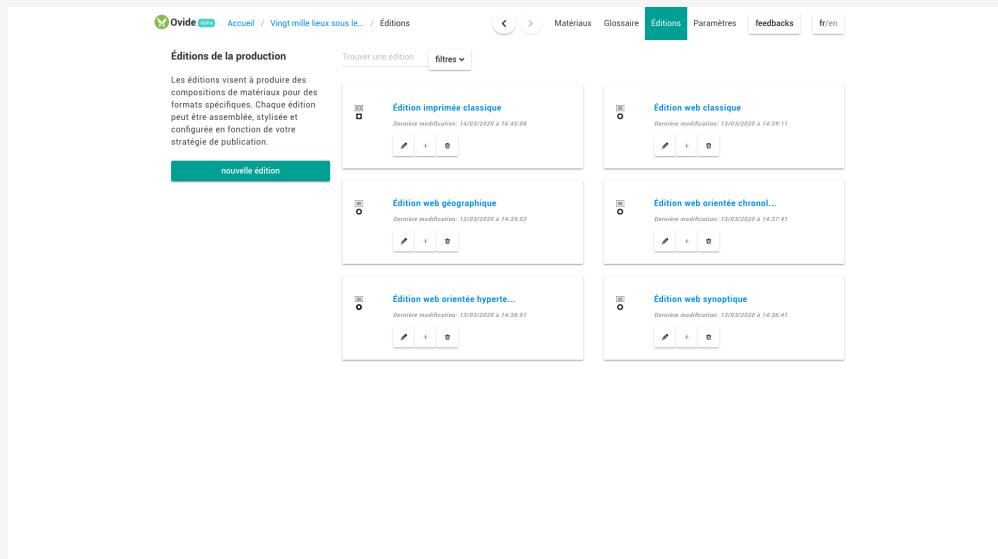 Ovide alpha
Accueil / Vingt mille lieux sous le... / Éditions
Matériaux Glossaire Éditions Paramètres feedbacks fr/en
Éditions de la production
Les éditions visent à produire des
compositions de matériaux pour des
formats spécifiques. Chaque édition
peut être assemblée, stylisée et
configurée en fonction de votre
stratégie de publication.
nouvelle édition
Trouver une édition
filtres
Édition imprimée classique
Dernière modification: 14/03/2020 à 16:45:08
Édition web classique
Dernière modification: 13/03/2020 à 14:39:11
Édition web géographique
Dernière modification: 13/03/2020 à 14:39:53
Édition web orientée chronol...
Dernière modification: 13/03/2020 à 14:37:41
Édition web orientée hyperte...
Dernière modification: 13/03/2020 à 14:38:51
Édition web synoptique
Dernière modification: 13/03/2020 à 14:36:41